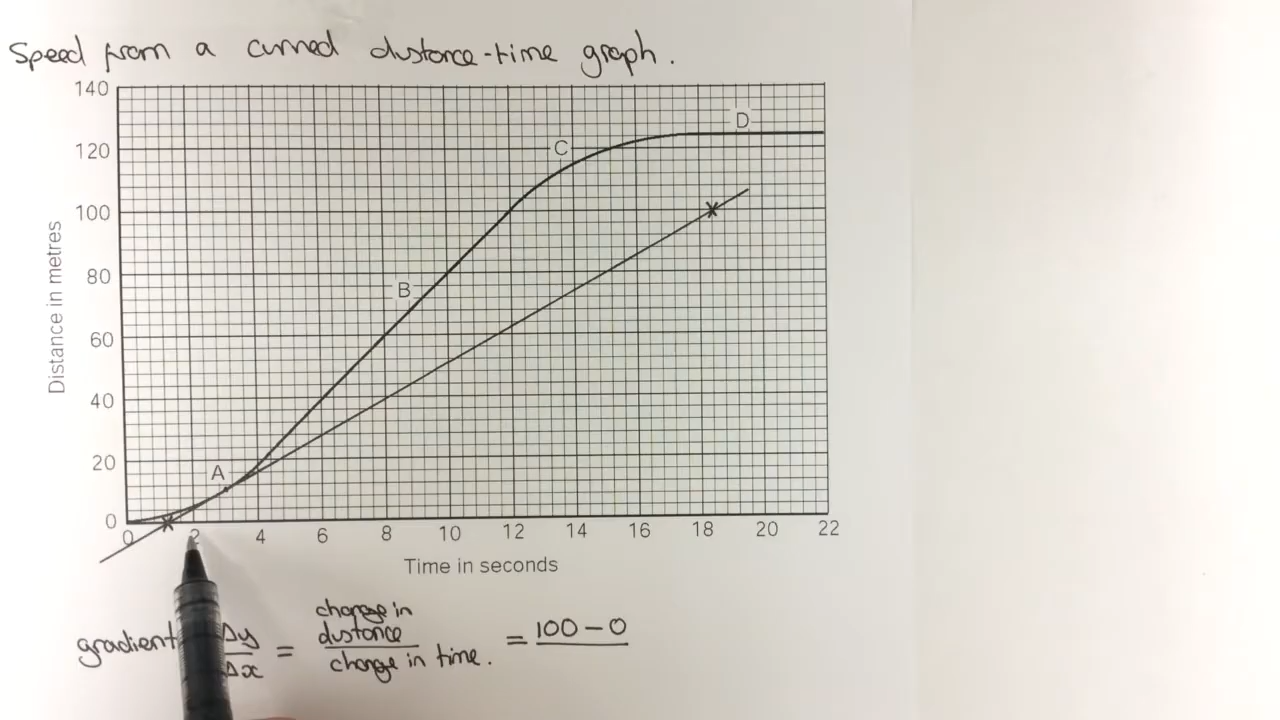 Speed from a curved distance-time graph.
140
120
100
80
60
40
20
0
Distance in metres
A
B
C
D
0 2 4 6 8 10 12 14 16 18 20 22
Time in seconds
gradient Δy/Δx = change in distance/change in time. = 100 - 0